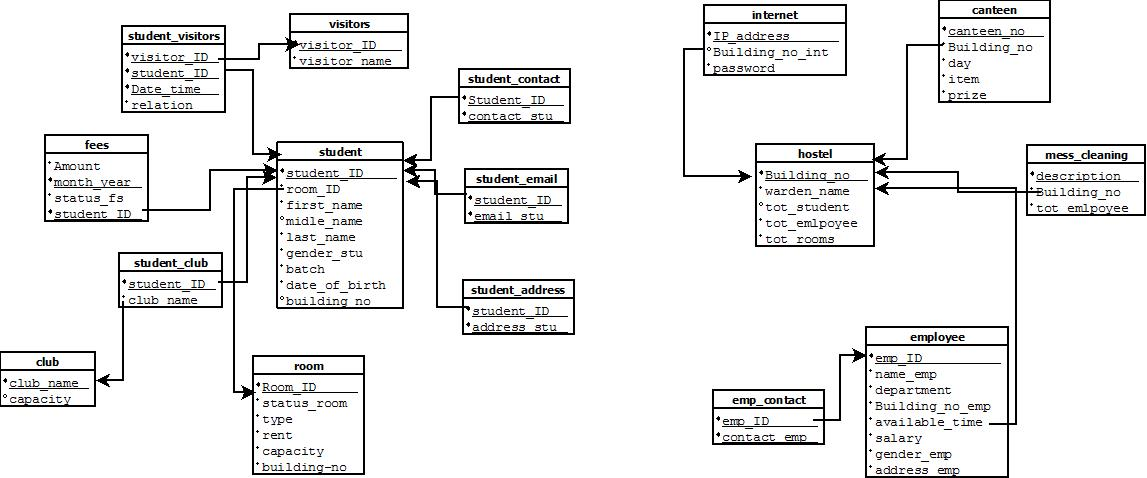 student_visitors
visitor_ID
student_ID
Date_time
relation
visitors
visitor_ID
visitor_name
student_contact
Student_ID
contact_stu
fees
Amount
month_year
status_fs
student_ID
student
student_ID
room_ID
first_name
midle_name
last_name
gender_stu
batch
date_of_birth
building_no
student_email
student_ID
email_stu
student_club
student_ID
club_name
student_address
student_ID
address_stu
club
club_name
capacity
room
Room_ID
status_room
type
rent
capacity
building-no
internet
IP_address
Building_no_int
password
canteen
canteen_no
Building_no
day
item
prize
hostel
Building_no
warden_name
tot_student
tot_emlpoyee
tot_rooms
mess_cleaning
description
Building_no
tot_emlpoyee
employee
emp_ID
name_emp
department
Building_no_emp
available_time
salary
gender_emp
address_emp
emp_contact
emp_ID
contact_emp